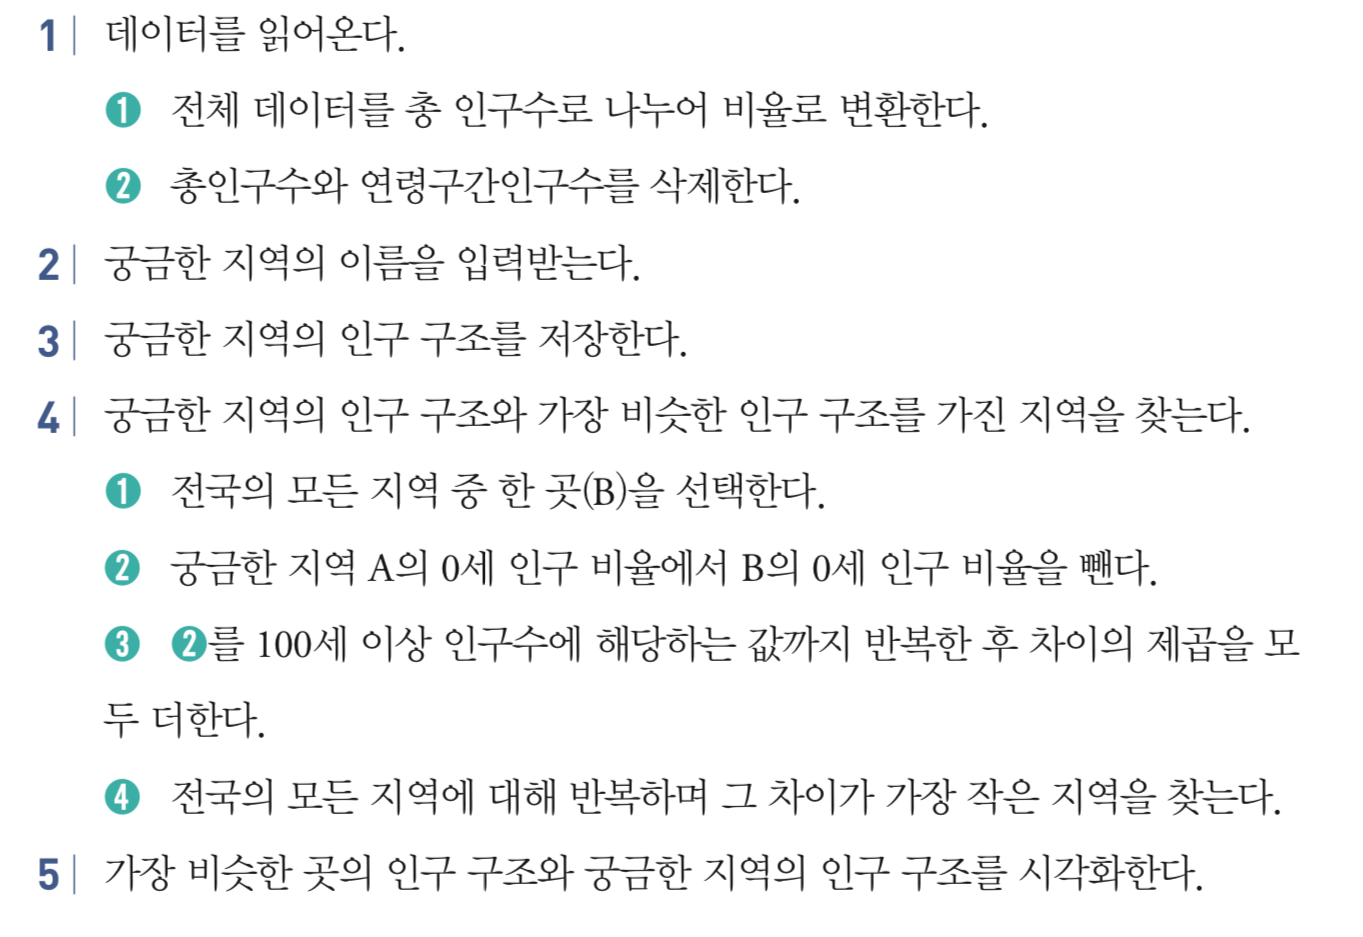 1 데이터를 읽어온다.
❶ 전체 데이터를 총 인구수로 나누어 비율로 변환한다.
❷ 총인구수와 연령구간인구수를 삭제한다.
2 궁금한 지역의 이름을 입력받는다.
3 궁금한 지역의 인구 구조를 저장한다.
4 궁금한 지역의 인구 구조와 가장 비슷한 인구 구조를 가진 지역을 찾는다.
❶ 전국의 모든 지역 중 한 곳(B)을 선택한다.
❷ 궁금한 지역 A의 0세 인구 비율에서 B의 0세 인구 비율을 뺀다.
❸ ❷를 100세 이상 인구수에 해당하는 값까지 반복한 후 차이의 제곱을 모
두 더한다.
❹ 전국의 모든 지역에 대해 반복하며 그 차이가 가장 작은 지역을 찾는다.
5 가장 비슷한 곳의 인구 구조와 궁금한 지역의 인구 구조를 시각화한다.